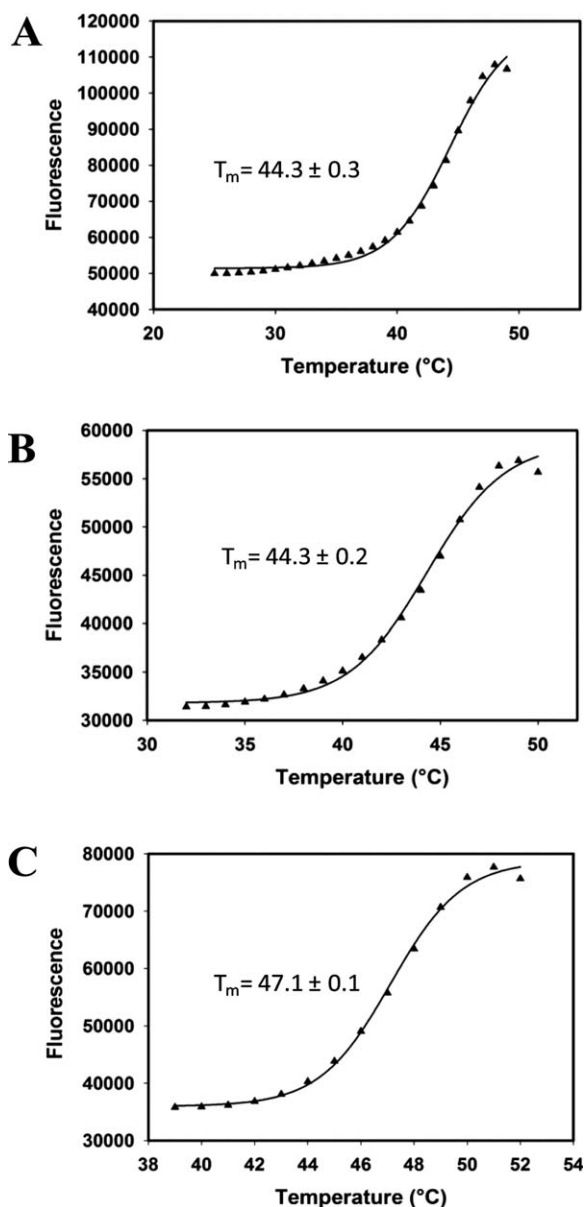 A
120000
110000
100000
90000
80000
70000
60000
50000
40000
Fluorescence
Tm= 44.3 ± 0.3
20 30 40 50
Temperature (°C)
B
60000
55000
50000
45000
40000
35000
30000
Fluorescence
Tm= 44.3 ± 0.2
30 35 40 45 50
Temperature (°C)
C
80000
70000
60000
50000
40000
30000
Fluorescence
Tm= 47.1 ± 0.1
38 40 42 44 46 48 50 52 54
Temperature (°C)